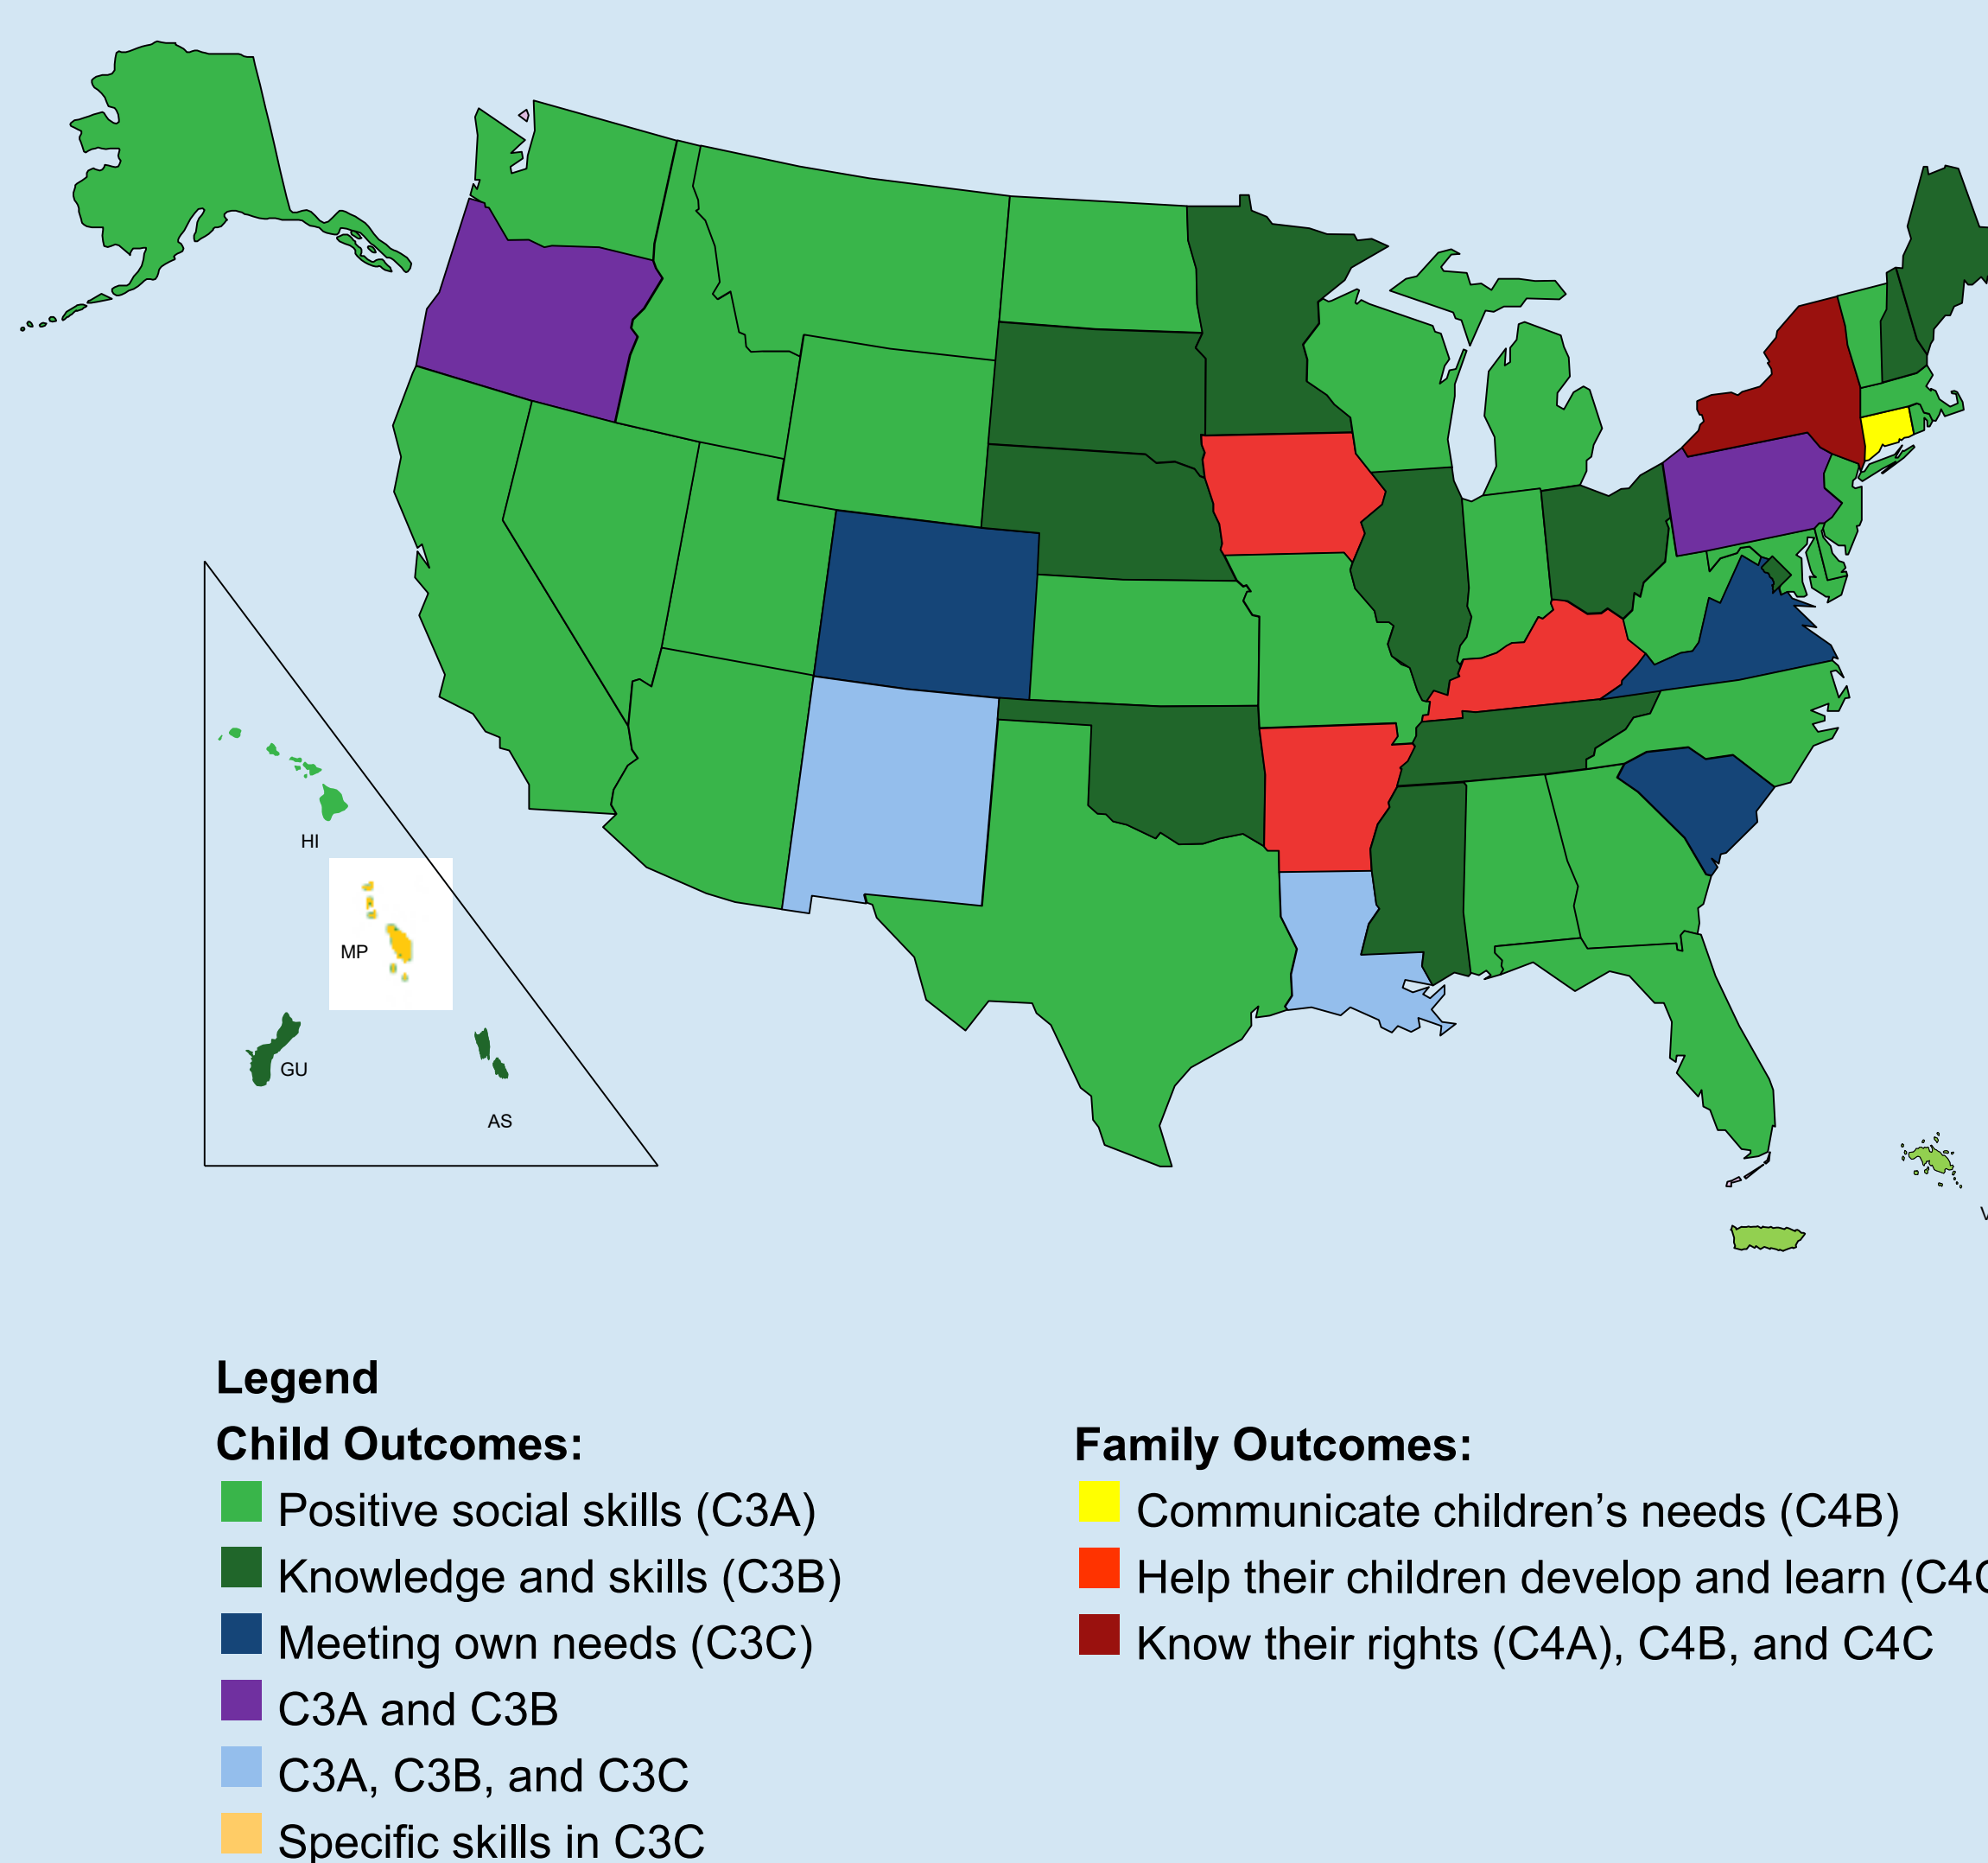 HI
MP
GU
AS
Legend
Child Outcomes:
Positive social skills (C3A)
Knowledge and skills (C3B)
Meeting own needs (C3C)
C3A and C3B
C3A, C3B, and C3C
Specific skills in C3C
Family Outcomes:
Communicate children’s needs (C4B)
Help their children develop and learn
Know their rights (C4A), C4B, and C4C